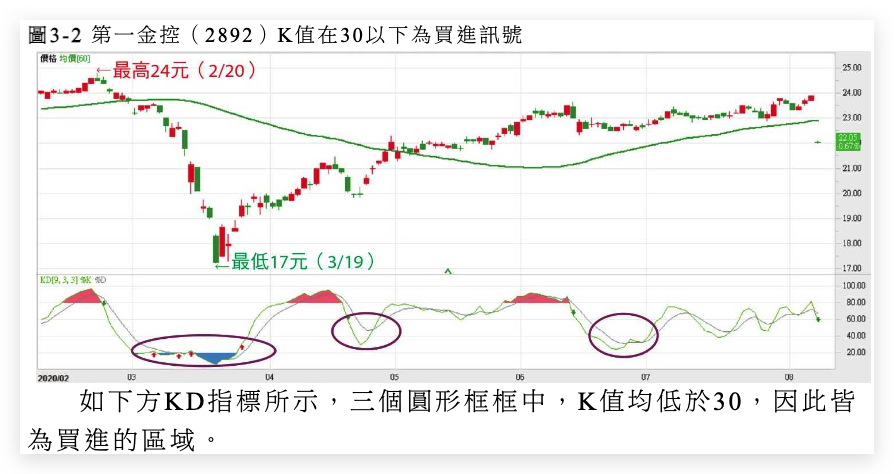 圖3-2 第一金控（2892）K值在30以下為買進訊號
價格 均價[60]
←最高24元（2/20）
25.00
24.00
23.00
22.05
0.67%
21.00
20.00
19.00
18.00
17.00
←最低17元（3/19）
KD[9, 3, 3] %K %D
100.00
80.00
60.00
40.00
20.00
2020/02 03 04 05 06 07 08
如下方KD指標所示，三個圓形框框中，K值均低於30，因此皆
為買進的區域。